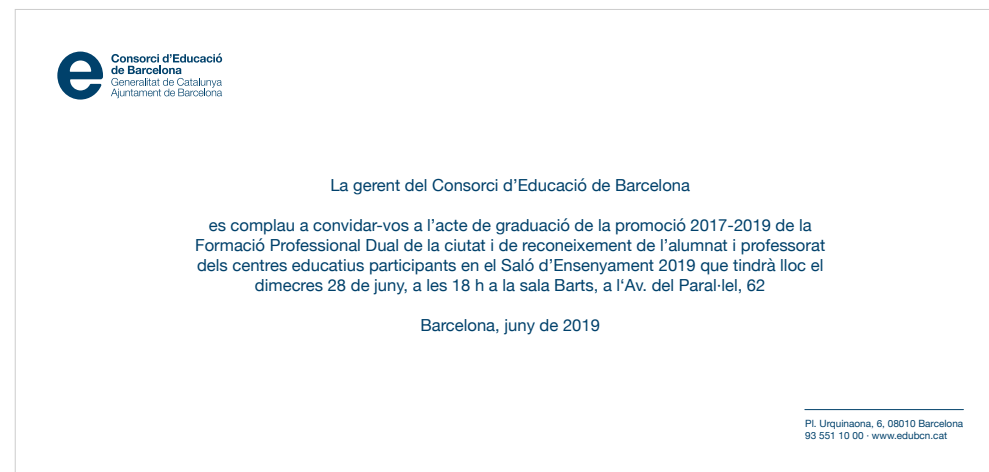 Consorci d’Educació
de Barcelona
Generalitat de Catalunya
Ajuntament de Barcelona
La gerent del Consorci d’Educació de Barcelona
es complau a convidar-vos a l’acte de graduació de la promoció 2017-2019 de la
Formació Professional Dual de la ciutat i de reconeixement de l’alumnat i professorat
dels centres educatius participants en el Saló d’Ensenyament 2019 que tindrà lloc el
dimecres 28 de juny, a les 18 h a la sala Barts, a l‘Av. del Paral·lel, 62
Barcelona, juny de 2019
Pl. Urquinaona, 6, 08010 Barcelona
93 551 10 00 · www.edubcn.cat